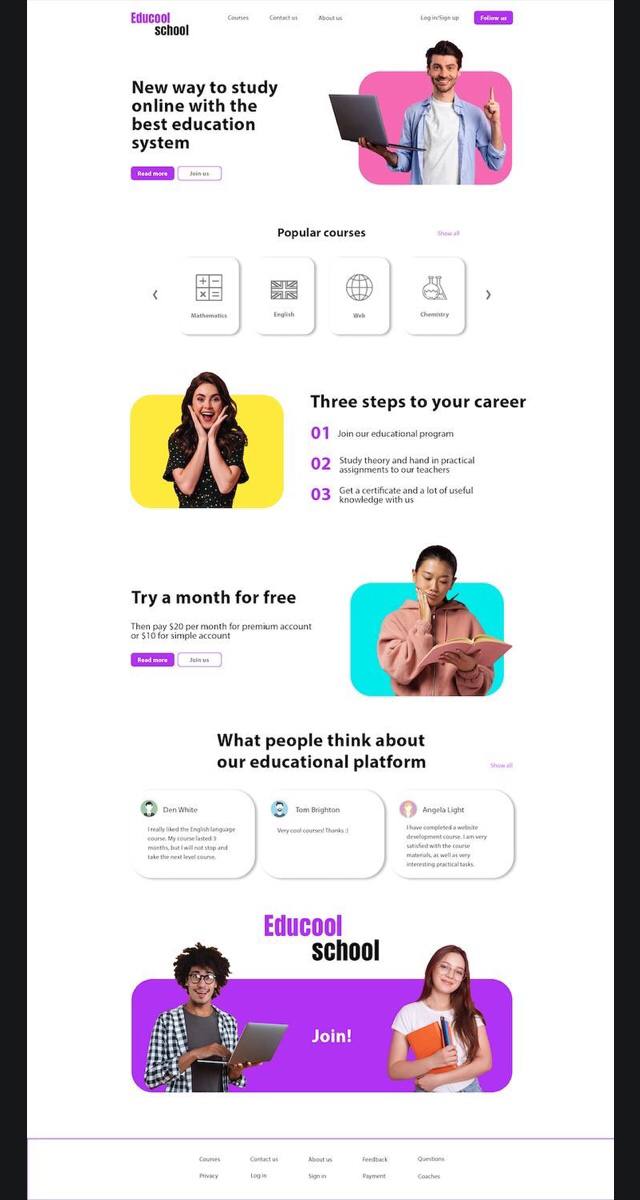 Educool
school
Courses
Contact us
About us
Log in/Sign up
Follow us
New way to study
online with the
best education
system
Read more
Join us
Popular courses
Show all
Mathematics
English
Web
Chemistry
Three steps to your career
01 Join our educational program
02 Study theory and hand in practical
assignments to our teachers
03 Get a certificate and a lot of useful
knowledge with us
Try a month for free
Then pay $20 per month for premium account
or $10 for simple account
Read more
Join us
What people think about
our educational platform
Show all
Den White
I really liked the English language
course. My course lasted 3
months, but I will not stop and
take the next level course.
Tom Brighton
Very cool courses! Thanks :)
Angela Light
I have completed a website
development course. I am very
satisfied with the course
materials, as well as very
interesting practical tasks.
Educool
school
Join!
Courses
Contact us
About us
Feedback
Questions
Privacy
Log in
Sign in
Payment
Coaches